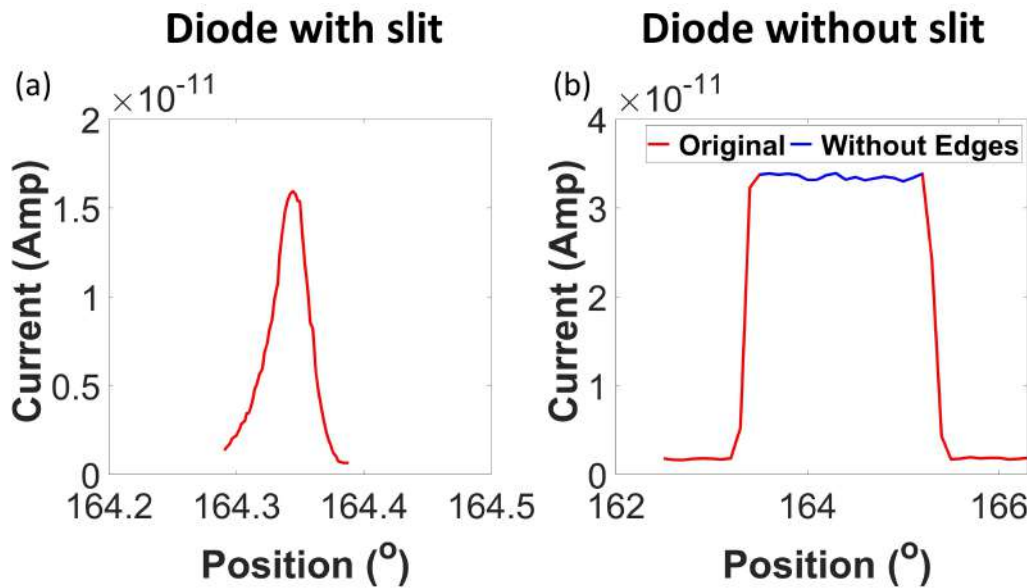 Diode with slit
Diode without slit
(a)
×10⁻¹¹
2
1.5
1
0.5
0
Current (Amp)
164.2 164.3 164.4 164.5
Position (°)
(b)
×10⁻¹¹
4
3
2
1
0
Current (Amp)
Original Without Edges
162 164 166
Position (°)